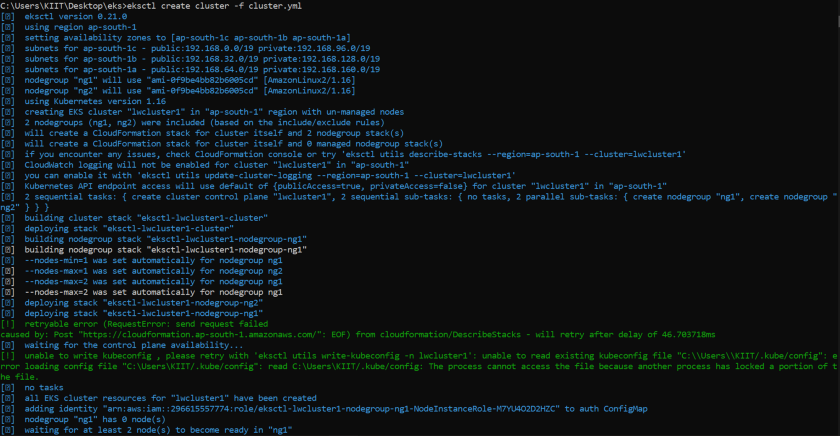 C:\Users\KIIT\Desktop\eks>eksctl create cluster -f cluster.yml
[?] eksctl version 0.21.0
[?] using region ap-south-1
[?] setting availability zones to [ap-south-1c ap-south-1b ap-south-1a]
[?] subnets for ap-south-1c - public:192.168.0.0/19 private:192.168.96.0/19
[?] subnets for ap-south-1b - public:192.168.32.0/19 private:192.168.128.0/19
[?] subnets for ap-south-1a - public:192.168.64.0/19 private:192.168.160.0/19
[?] nodegroup "ng1" will use "ami-0f9be4bb82b6005cd" [AmazonLinux2/1.16]
[?] nodegroup "ng2" will use "ami-0f9be4bb82b6005cd" [AmazonLinux2/1.16]
[?] using Kubernetes version 1.16
[?] creating EKS cluster "lwcluster1" in "ap-south-1" region with un-managed nodes
[?] 2 nodegroups (ng1, ng2) were included (based on the include/exclude rules)
[?] will create a CloudFormation stack for cluster itself and 2 nodegroup stack(s)
[?] will create a CloudFormation stack for cluster itself and 0 managed nodegroup stack(s)
[?] if you encounter any issues, check CloudFormation console or try 'eksctl utils describe-stacks --region=ap-south-1 --cluster=lwcluster1'
[?] CloudWatch logging will not be enabled for cluster "lwcluster1" in "ap-south-1"
[?] you can enable it with 'eksctl utils update-cluster-logging --region=ap-south-1 --cluster=lwcluster1'
[?] Kubernetes API endpoint access will use default of {publicAccess=true, privateAccess=false} for cluster "lwcluster1" in "ap-south-1"
[?] 2 sequential tasks: { create cluster control plane "lwcluster1", 2 sequential sub-tasks: { no tasks, 2 parallel sub-tasks: { create nodegroup "ng1", create nodegroup "
ng2" } } }
[?] building cluster stack "eksctl-lwcluster1-cluster"
[?] deploying stack "eksctl-lwcluster1-cluster"
[?] building nodegroup stack "eksctl-lwcluster1-nodegroup-ng1"
[?] building nodegroup stack "eksctl-lwcluster1-nodegroup-ng1"
[?] --nodes-min=1 was set automatically for nodegroup ng1
[?] --nodes-max=1 was set automatically for nodegroup ng2
[?] --nodes-max=2 was set automatically for nodegroup ng1
[?] --nodes-max=2 was set automatically for nodegroup ng1
[?] deploying stack "eksctl-lwcluster1-nodegroup-ng2"
[?] deploying stack "eksctl-lwcluster1-nodegroup-ng1"
[!] retryable error (RequestError: send request failed
caused by: Post "https://cloudformation.ap-south-1.amazonaws.com/": EOF) from cloudformation/DescribeStacks - will retry after delay of 46.703718ms
[?] waiting for the control plane availability...
[!] unable to write kubeconfig , please retry with 'eksctl utils write-kubeconfig -n lwcluster1': unable to read existing kubeconfig file "C:\\Users\\KIIT/.kube/config": e
rror loading config file "C:\Users\KIIT/.kube/config": read C:\Users\KIIT/.kube/config: The process cannot access the file because another process has locked a portion of t
he file.
[?] no tasks
[?] all EKS cluster resources for "lwcluster1" have been created
[?] adding identity "arn:aws:iam::296615557774:role/eksctl-lwcluster1-nodegroup-ng1-NodeInstanceRole-M7YU4O2D2HZC" to auth ConfigMap
[?] nodegroup "ng1" has 0 node(s)
[?] waiting for at least 2 node(s) to become ready in "ng1"